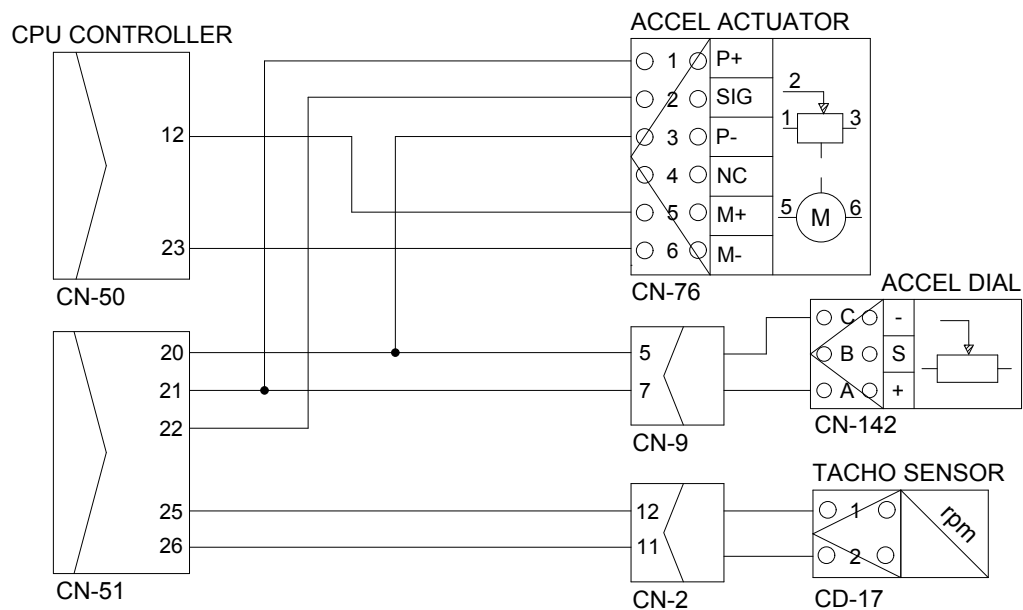 ACCEL ACTUATOR
CPU CONTROLLER
1 P+
2 SIG
3 P-
4 NC
5 M+
6 M-
2
1 3
5 M 6
12
23
CN-50
CN-76
ACCEL DIAL
C -
B S
A +
CN-142
20
21
22
25
26
CN-51
5
7
CN-9
TACHO SENSOR
12
11
CN-2
1
2
rpm
CD-17